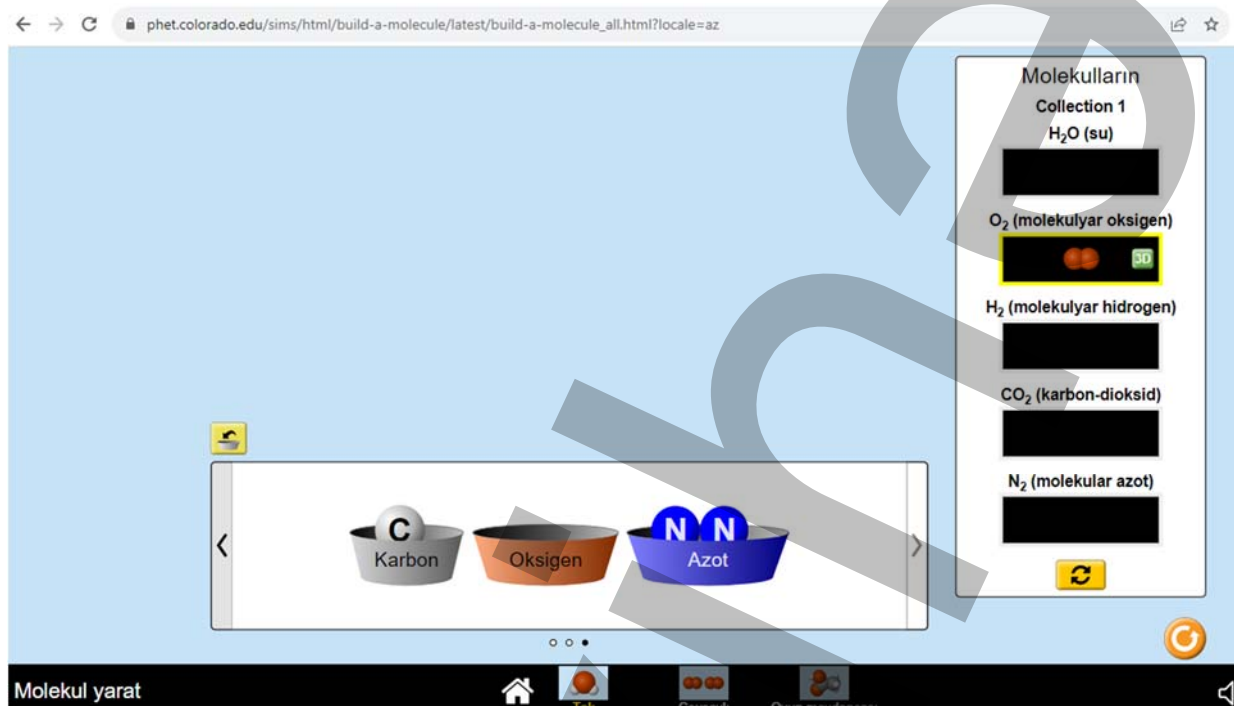 phet.colorado.edu/sims/html/build-a-molecule/latest/build-a-molecule_all.html?locale=az
Molekulların
Collection 1
H₂O (su)
O₂ (molekulyar oksigen)
3D
H₂ (molekulyar hidrogen)
CO₂ (karbon-dioksid)
N₂ (molekular azot)
C
N N
Karbon
Oksigen
Azot
Molekul yarat